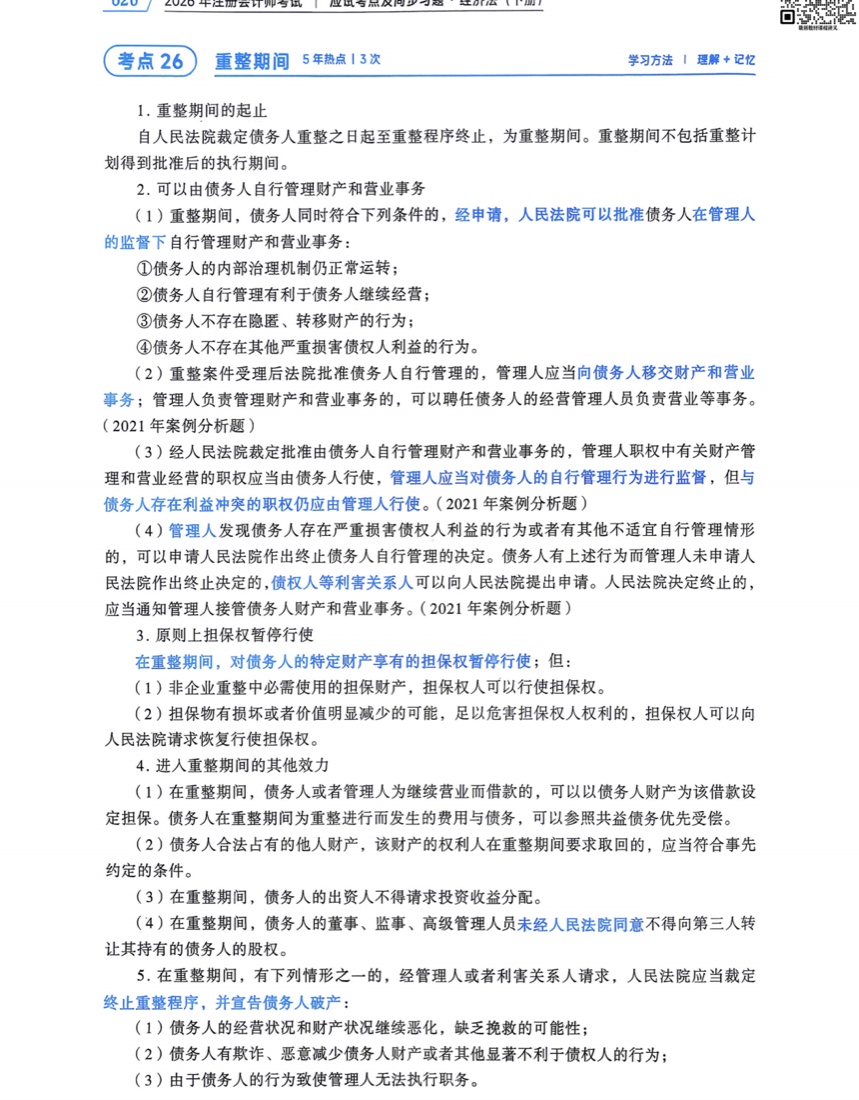 2026年注册会计师考试 | 应试考点及同步习题·经济法（下册）
考点 26 重整期间 5年热点 | 3次 学习方法 | 理解+记忆
1. 重整期间的起止
自人民法院裁定债务人重整之日起至重整程序终止，为重整期间。重整期间不包括重整计
划得到批准后的执行期间。
2. 可以由债务人自行管理财产和营业事务
（1）重整期间，债务人同时符合下列条件的，经申请，人民法院可以批准债务人在管理人
的监督下自行管理财产和营业事务：
①债务人的内部治理机制仍正常运转；
②债务人自行管理有利于债务人继续经营；
③债务人不存在隐匿、转移财产的行为；
④债务人不存在其他严重损害债权人利益的行为。
（2）重整案件受理后法院批准债务人自行管理的，管理人应当向债务人移交财产和营业
事务；管理人负责管理财产和营业事务的，可以聘任债务人的经营管理人员负责营业等事务。
（2021年案例分析题）
（3）经人民法院裁定批准由债务人自行管理财产和营业事务的，管理人职权中有关财产管
理和营业经营的职权应当由债务人行使，管理人应当对债务人的自行管理行为进行监督，但与
债务人存在利益冲突的职权仍应由管理人行使。（2021年案例分析题）
（4）管理人发现债务人存在严重损害债权人利益的行为或者有其他不适宜自行管理情形
的，可以申请人民法院作出终止债务人自行管理的决定。债务人有上述行为而管理人未申请人
民法院作出终止决定的，债权人等利害关系人可以向人民法院提出申请。人民法院决定终止的，
应当通知管理人接管债务人财产和营业事务。（2021年案例分析题）
3. 原则上担保权暂停行使
在重整期间，对债务人的特定财产享有的担保权暂停行使；但：
（1）非企业重整中必需使用的担保财产，担保权人可以行使担保权。
（2）担保物有损坏或者价值明显减少的可能，足以危害担保权人权利的，担保权人可以向
人民法院请求恢复行使担保权。
4. 进入重整期间的其他效力
（1）在重整期间，债务人或者管理人为继续营业而借款的，可以以债务人财产为该借款设
定担保。债务人在重整期间为重整进行而发生的费用与债务，可以参照共益债务优先受偿。
（2）债务人合法占有的他人财产，该财产的权利人在重整期间要求取回的，应当符合事先
约定的条件。
（3）在重整期间，债务人的出资人不得请求投资收益分配。
（4）在重整期间，债务人的董事、监事、高级管理人员未经人民法院同意不得向第三人转
让其持有的债务人的股权。
5. 在重整期间，有下列情形之一的，经管理人或者利害关系人请求，人民法院应当裁定
终止重整程序，并宣告债务人破产：
（1）债务人的经营状况和财产状况继续恶化，缺乏挽救的可能性；
（2）债务人有欺诈、恶意减少债务人财产或者其他显著不利于债权人的行为；
（3）由于债务人的行为致使管理人无法执行职务。